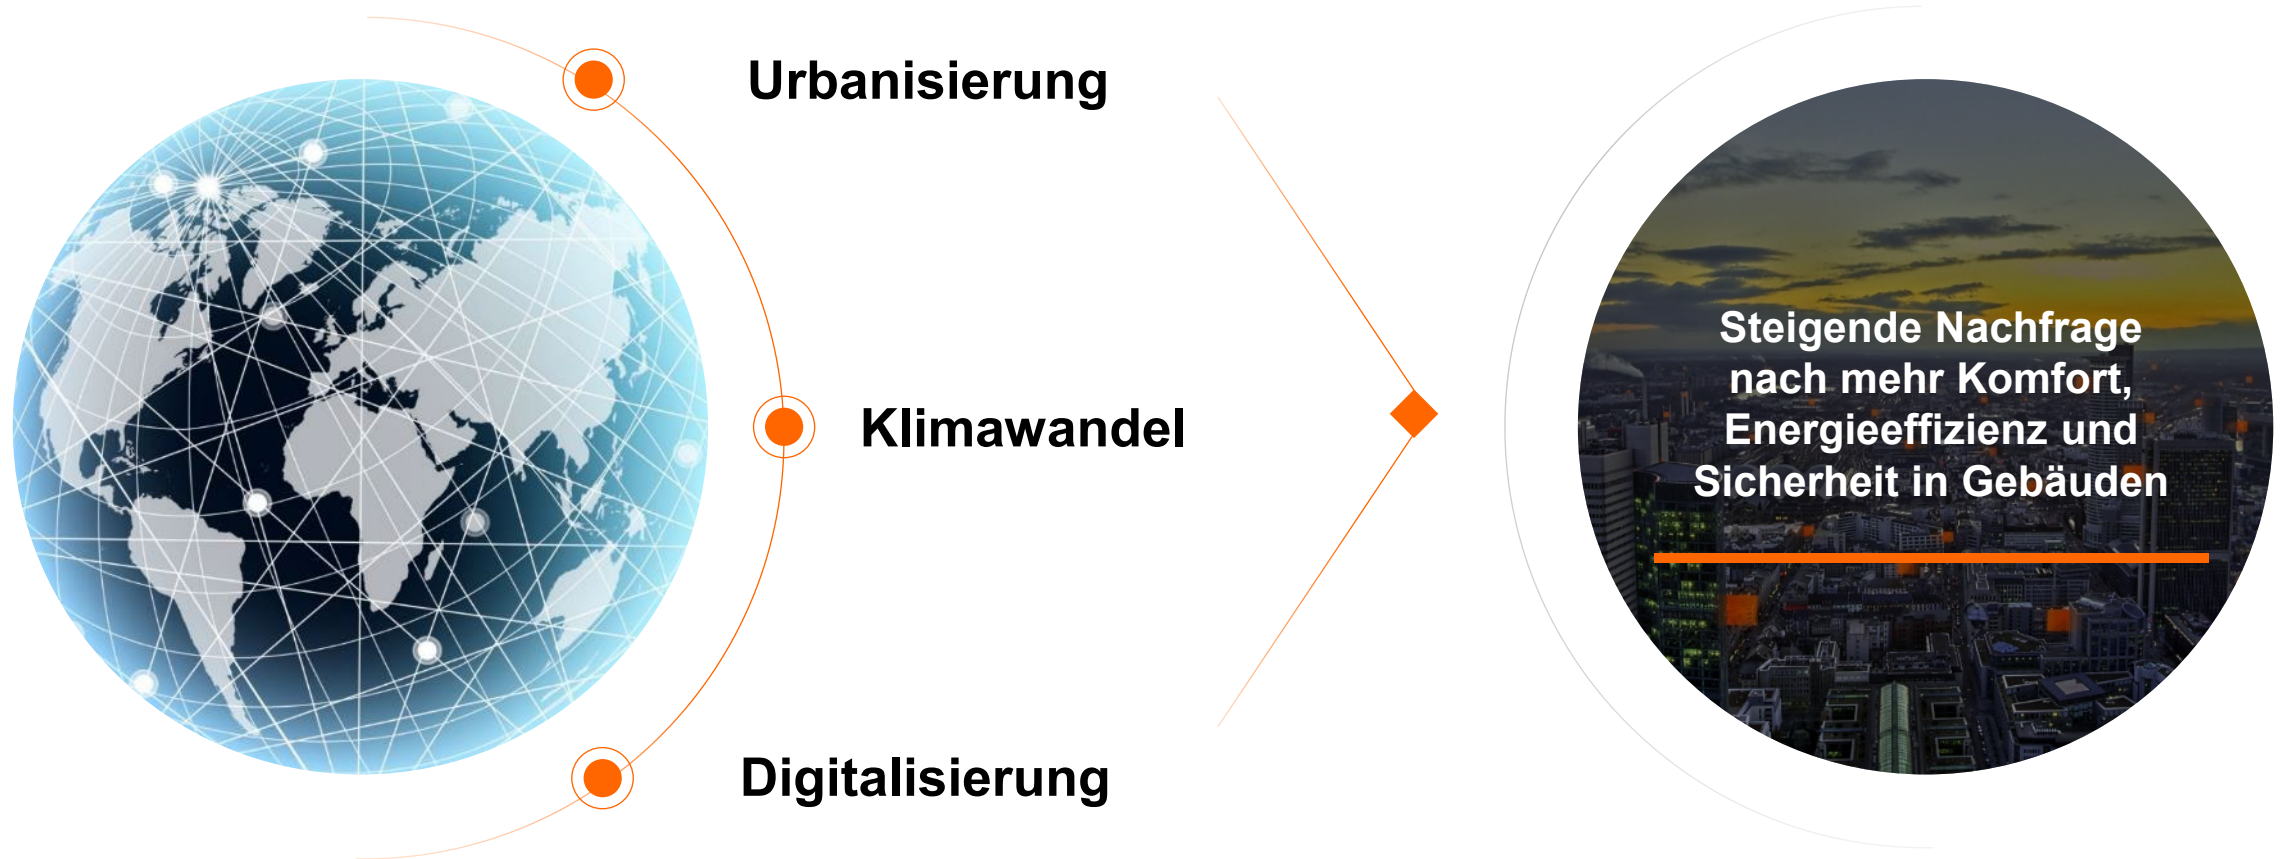 Urbanisierung
Klimawandel
Digitalisierung
Steigende Nachfrage
nach mehr Komfort,
Energieeffizienz und
Sicherheit in Gebäuden